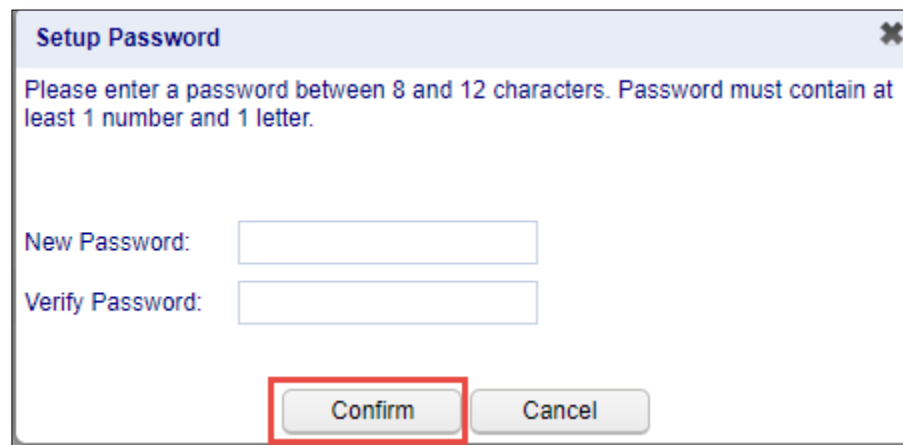 Setup Password
Please enter a password between 8 and 12 characters. Password must contain at
least 1 number and 1 letter.
New Password:
Verify Password:
Confirm Cancel